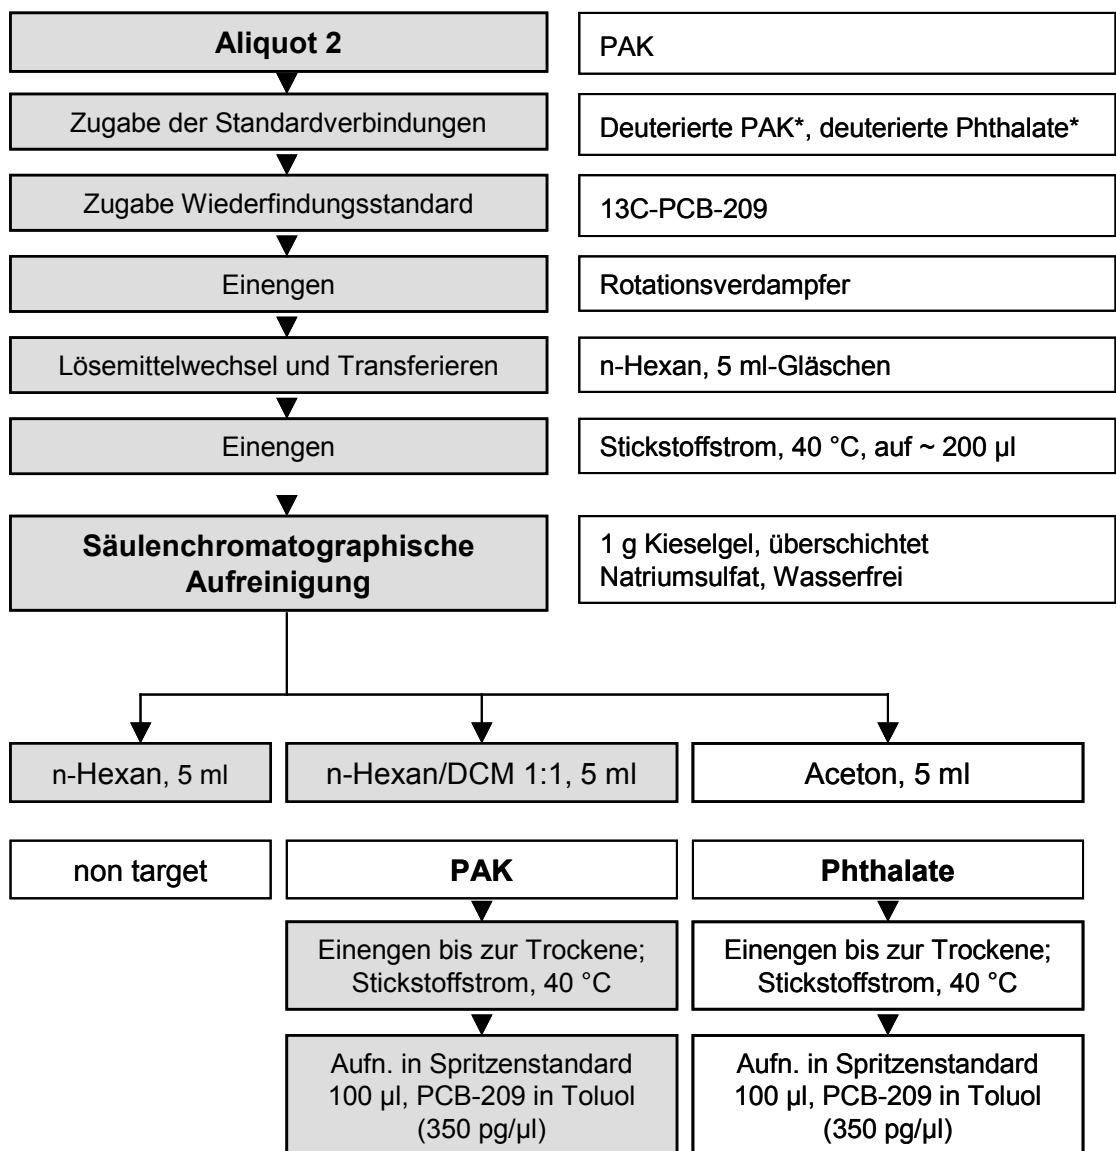 Aliquot 2
PAK
Zugabe der Standardverbindungen
Deuterierte PAK*, deuterierte Phthalate*
Zugabe Wiederfindungsstandard
13C-PCB-209
Einengen
Rotationsverdampfer
Lösemittelwechsel und Transferieren
n-Hexan, 5 ml-Gläschen
Einengen
Stickstoffstrom, 40 °C, auf ~ 200 µl
Säulenchromatographische
Aufreinigung
1 g Kieselgel, überschichtet
Natriumsulfat, Wasserfrei
n-Hexan, 5 ml
n-Hexan/DCM 1:1, 5 ml
Aceton, 5 ml
non target
PAK
Phthalate
Einengen bis zur Trockene;
Stickstoffstrom, 40 °C
Einengen bis zur Trockene;
Stickstoffstrom, 40 °C
Aufn. in Spritzenstandard
100 µl, PCB-209 in Toluol
(350 pg/µl)
Aufn. in Spritzenstandard
100 µl, PCB-209 in Toluol
(350 pg/µl)